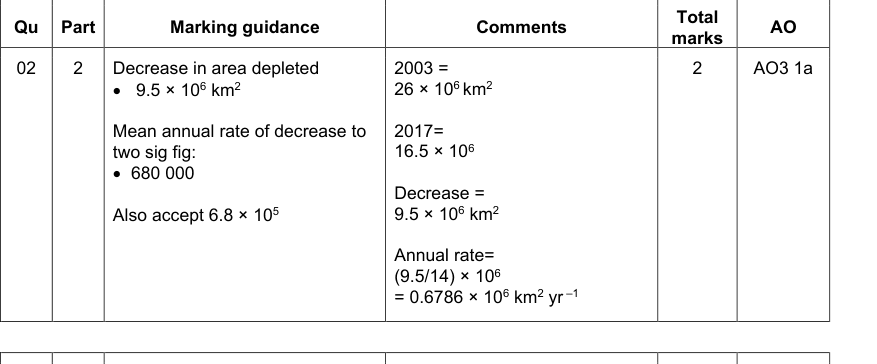 Qu Part Marking guidance Comments Total marks AO
02 2 Decrease in area depleted
• 9.5 × 10⁶ km²
Mean annual rate of decrease to
two sig fig:
• 680 000
Also accept 6.8 × 10⁵
2003 =
26 × 10⁶ km²
2017=
16.5 × 10⁶
Decrease =
9.5 × 10⁶ km²
Annual rate=
(9.5/14) × 10⁶
= 0.6786 × 10⁶ km² yr⁻¹
2 AO3 1a